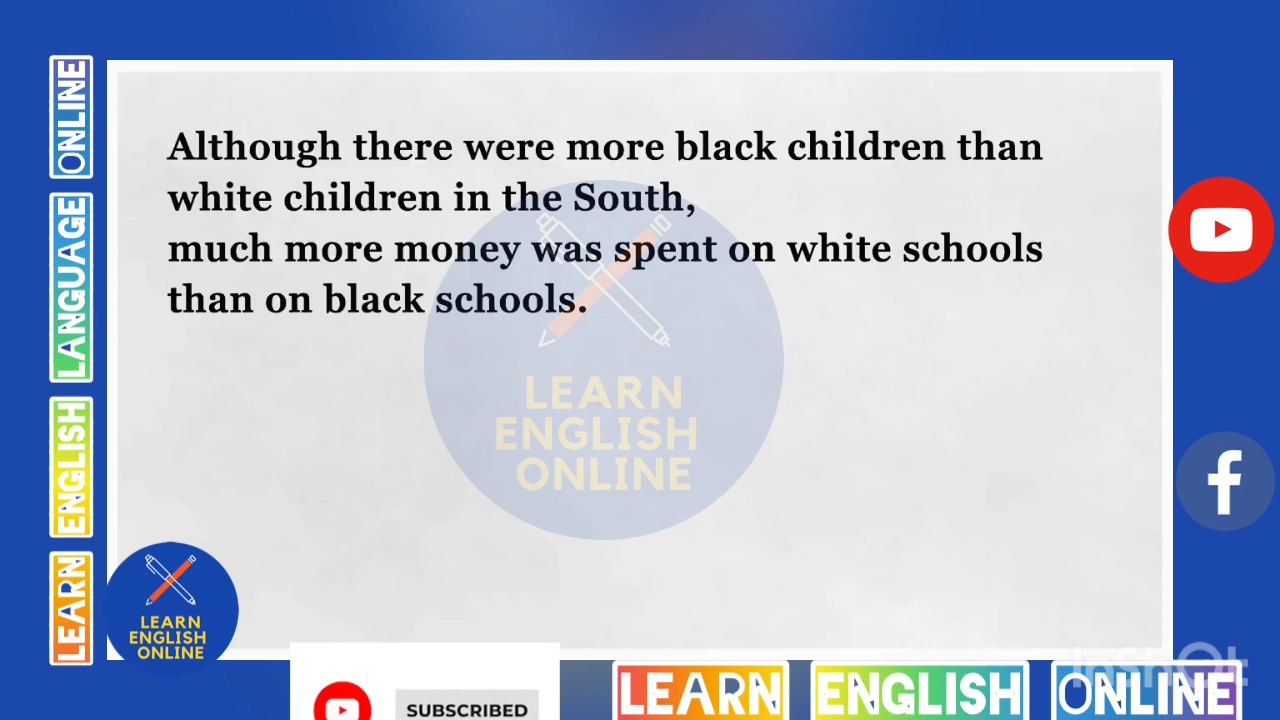 Although there were more black children than
white children in the South,
much more money was spent on white schools
than on black schools.
LEARN
ENGLISH
ONLINE
LEARN ENGLISH LANGUAGE ONLINE
LEARN
ENGLISH
ONLINE
SUBSCRIBED
LEARN ENGLISH ONLINE
InShOt